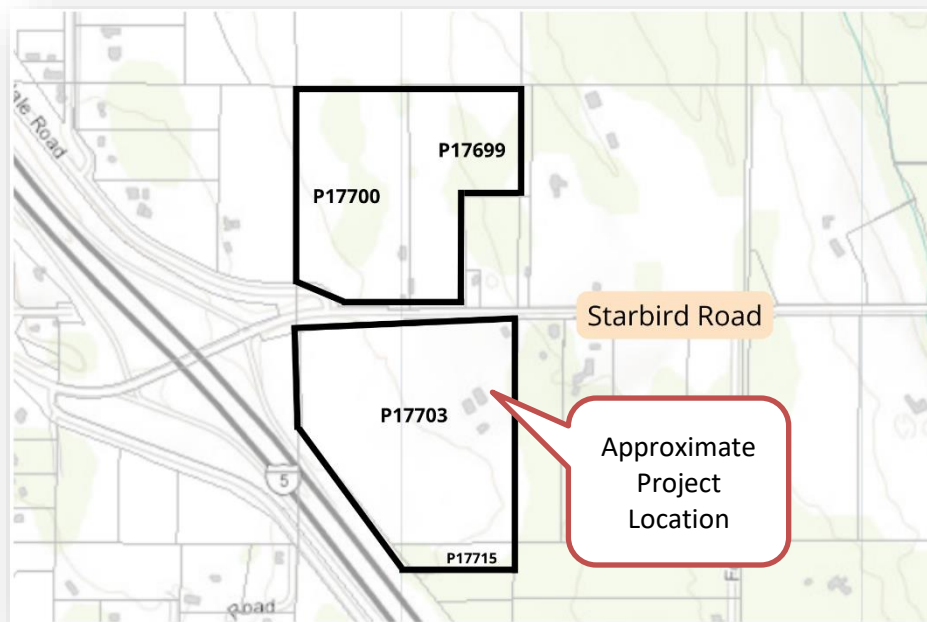 ale Road
P17699
P17700
Starbird Road
P17703
Approximate
Project
Location
5
P17715
Road